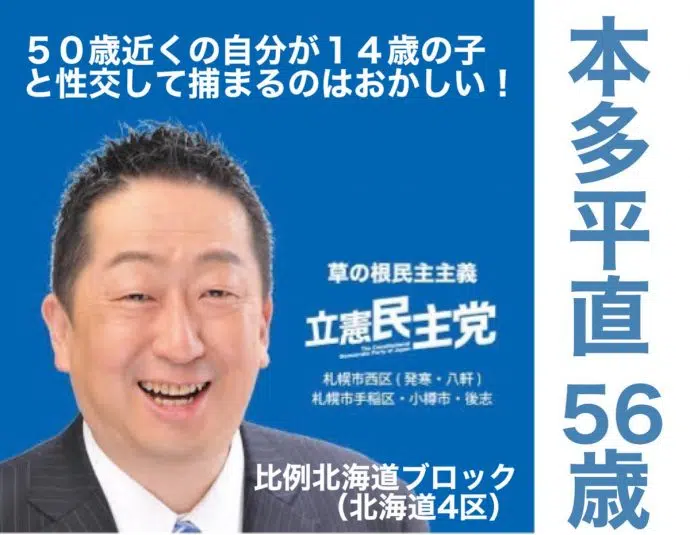 ５０歳近くの自分が１４歳の子
と性交して捕まるのはおかしい！
本多平直 56歳
草の根民主主義
立憲民主党
The Constitutional
Democratic Party of Japan
札幌市西区(発寒・八軒)
札幌市手稲区・小樽市・後志
比例北海道ブロック
（北海道4区）